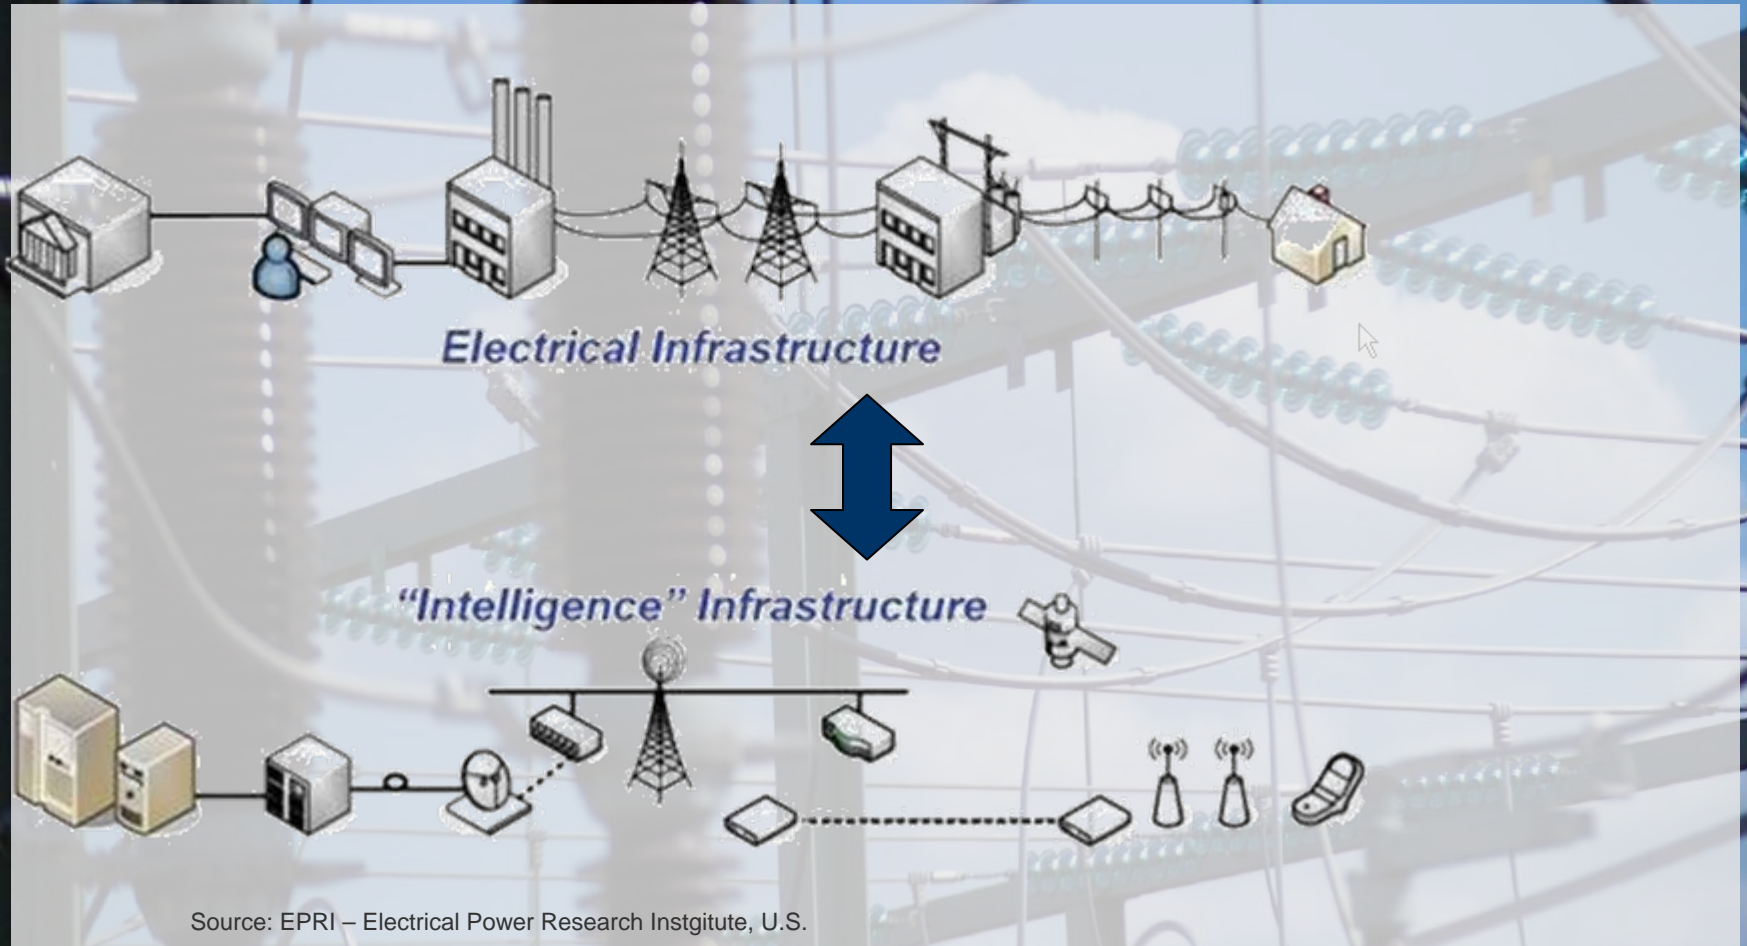 Electrical Infrastructure
“Intelligence” Infrastructure
Source: EPRI – Electrical Power Research Instgitute, U.S.